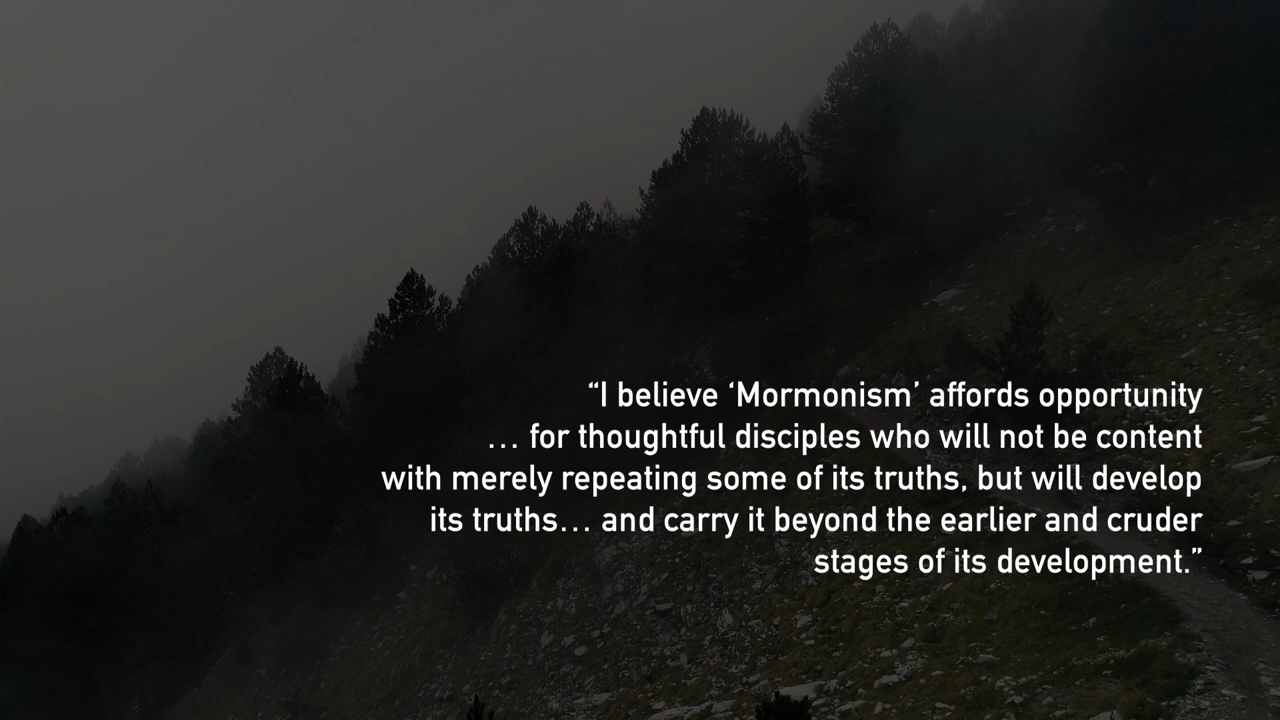 “I believe ‘Mormonism’ affords opportunity
… for thoughtful disciples who will not be content
with merely repeating some of its truths, but will develop
its truths… and carry it beyond the earlier and cruder
stages of its development.”